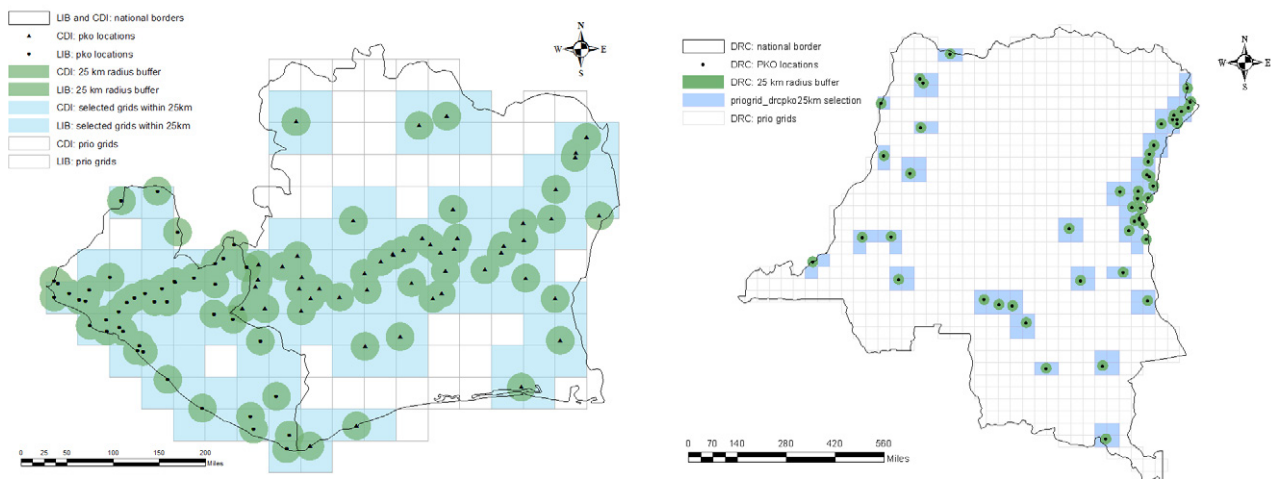 LIB and CDI: national borders
CDI: pko locations
LIB: pko locations
CDI: 25 km radius buffer
LIB: 25 km radius buffer
CDI: selected grids within 25km
LIB: selected grids within 25km
CDI: prio grids
LIB: prio grids
N
W E
S
0 25 50 100 150 200
Miles
DRC: national border
DRC: PKO locations
DRC: 25 km radius buffer
priogrid_drcpko25km selection
DRC: prio grids
N
W E
S
0 70 140 280 420 560
Miles